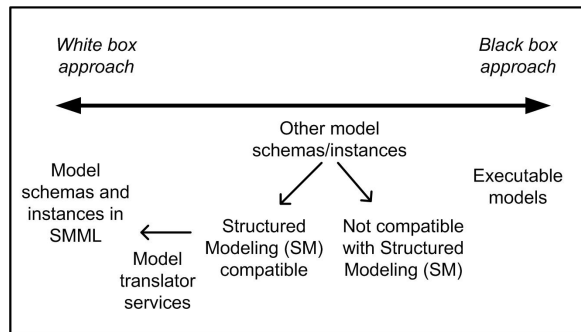 White box
approach
Black box
approach
Other model
schemas/instances
Model
schemas and
instances in
SMML
Executable
models
Structured
Modeling (SM)
compatible
Not compatible
with Structured
Modeling (SM)
Model
translator
services